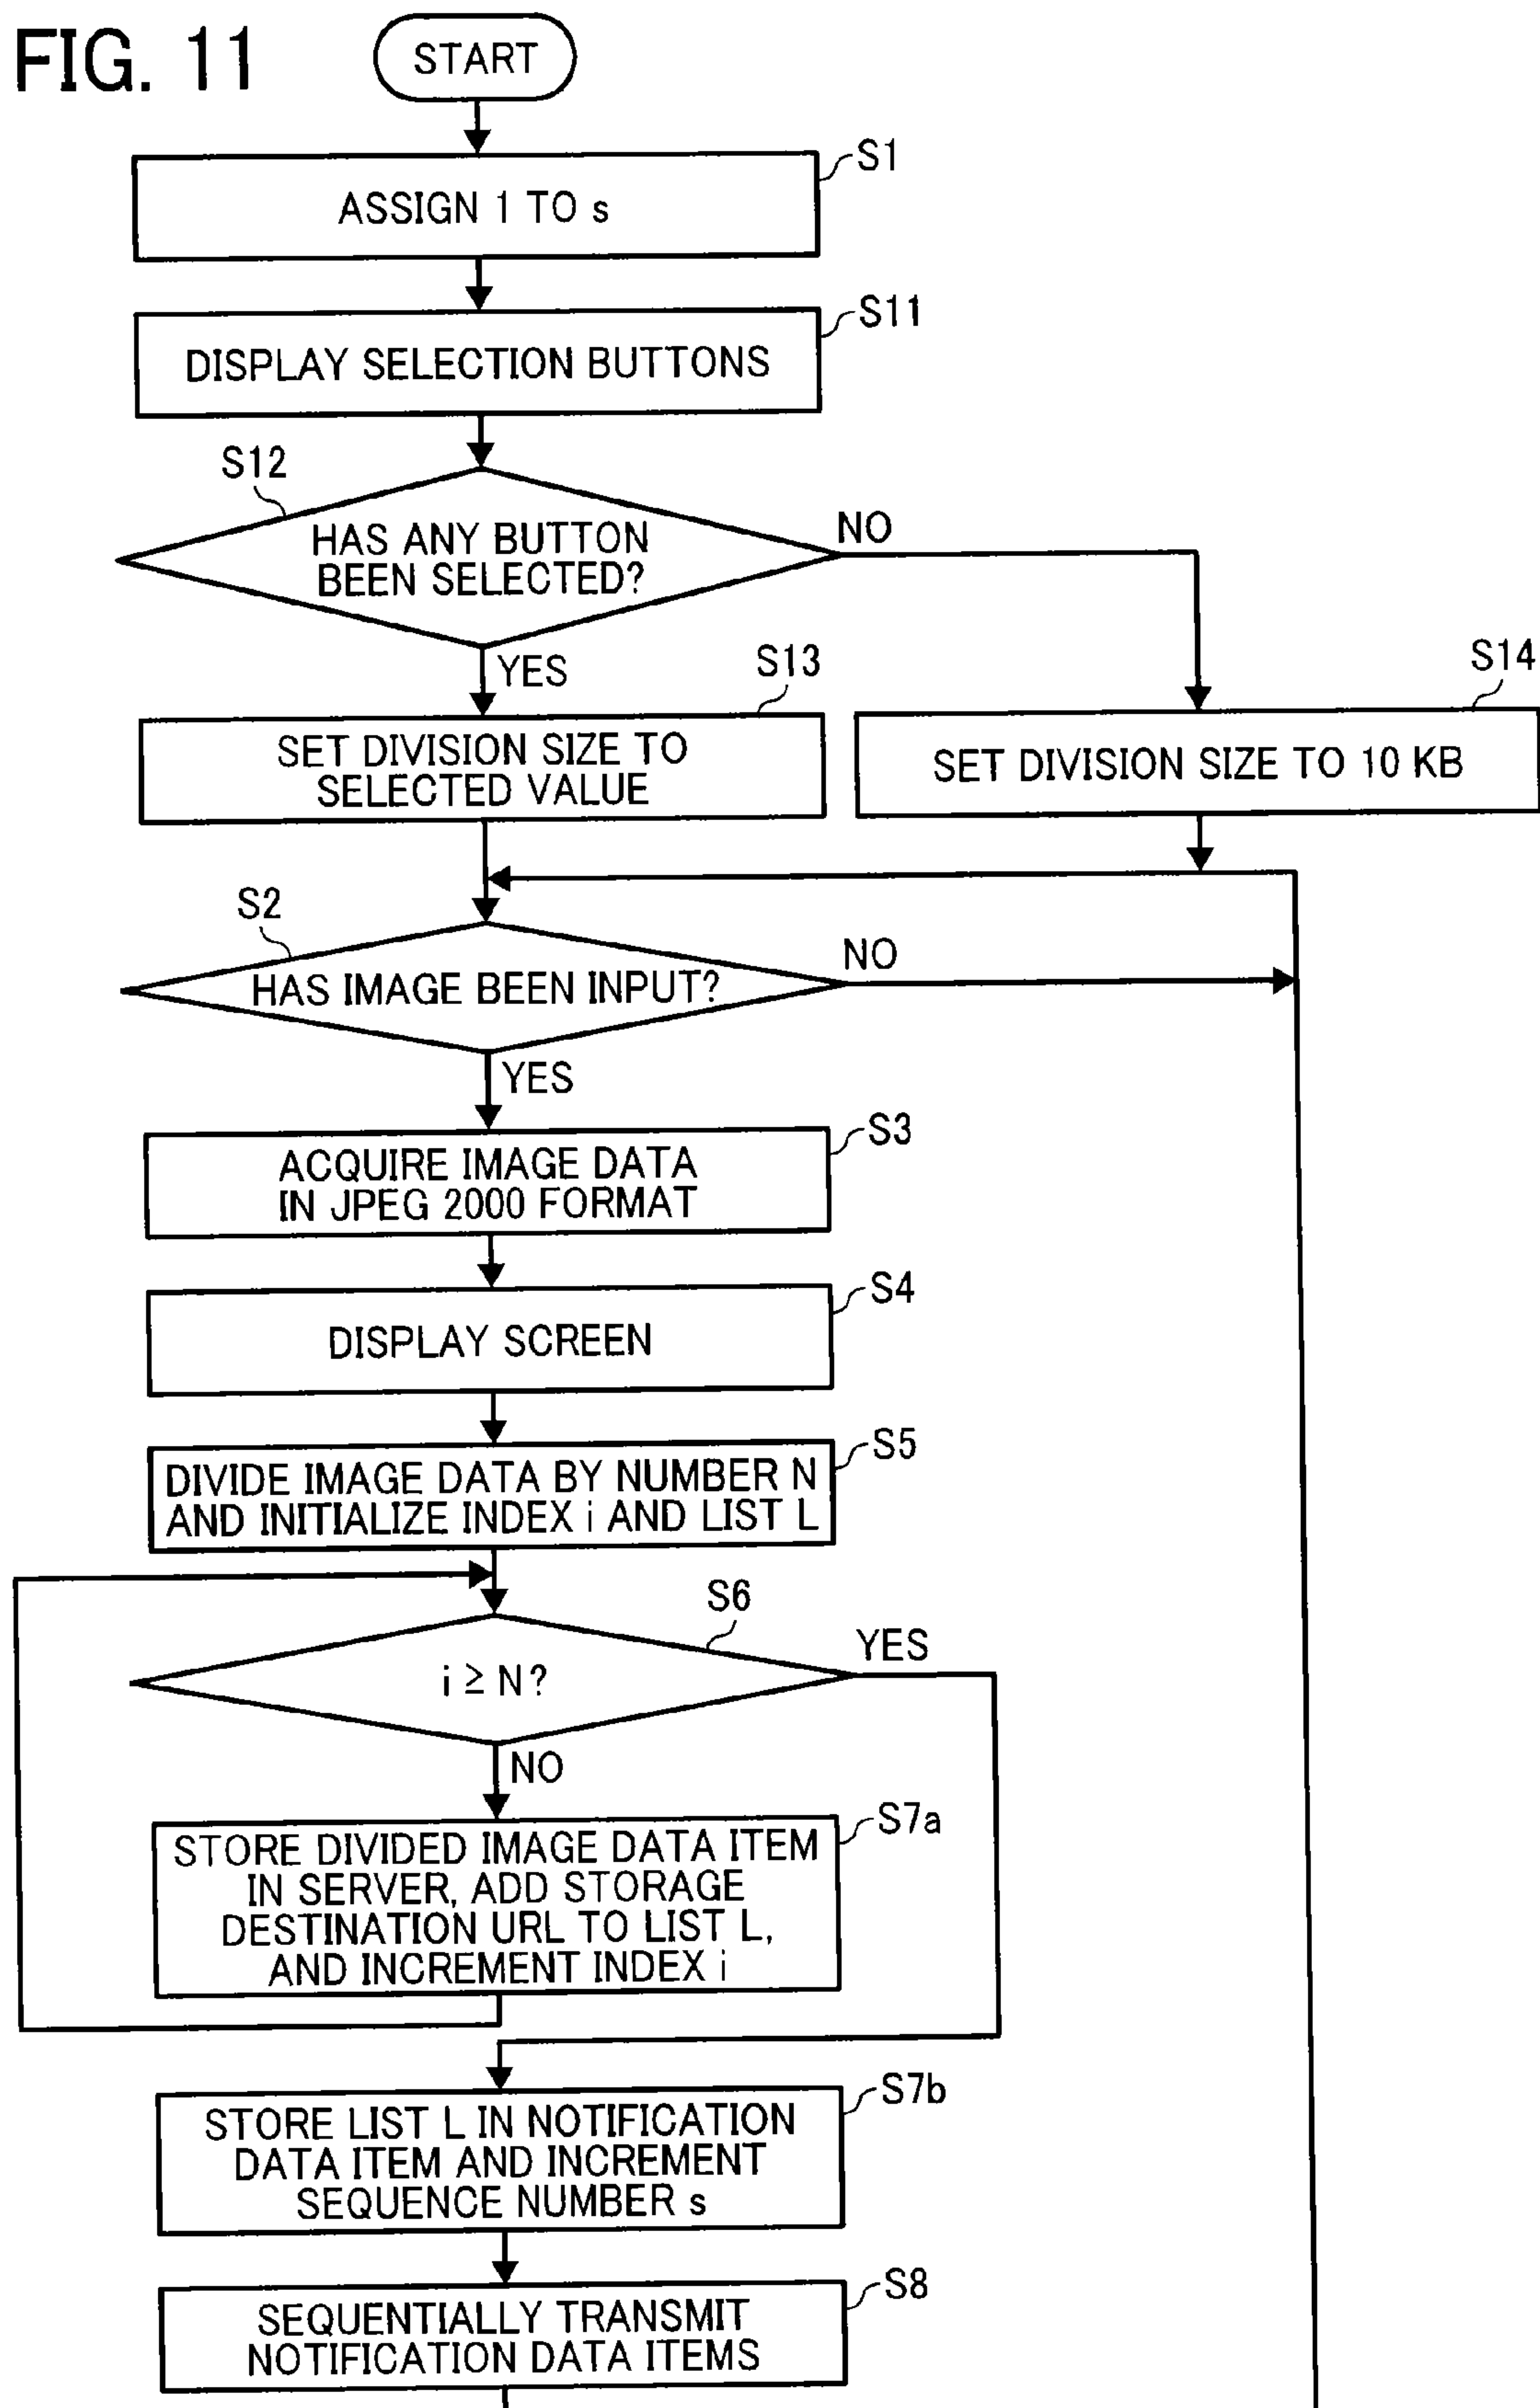 FIG. 11
START
S1
ASSIGN 1 TO s
S11
DISPLAY SELECTION BUTTONS
S12
HAS ANY BUTTON
BEEN SELECTED?
NO
YES
S13
SET DIVISION SIZE TO
SELECTED VALUE
S14
SET DIVISION SIZE TO 10 KB
S2
HAS IMAGE BEEN INPUT?
NO
YES
S3
ACQUIRE IMAGE DATA
IN JPEG 2000 FORMAT
S4
DISPLAY SCREEN
S5
DIVIDE IMAGE DATA BY NUMBER N
AND INITIALIZE INDEX i AND LIST L
S6
i ≥ N?
YES
NO
S7a
STORE DIVIDED IMAGE DATA ITEM
IN SERVER, ADD STORAGE
DESTINATION URL TO LIST L,
AND INCREMENT INDEX i
S7b
STORE LIST L IN NOTIFICATION
DATA ITEM AND INCREMENT
SEQUENCE NUMBER s
S8
SEQUENTIALLY TRANSMIT
NOTIFICATION DATA ITEMS